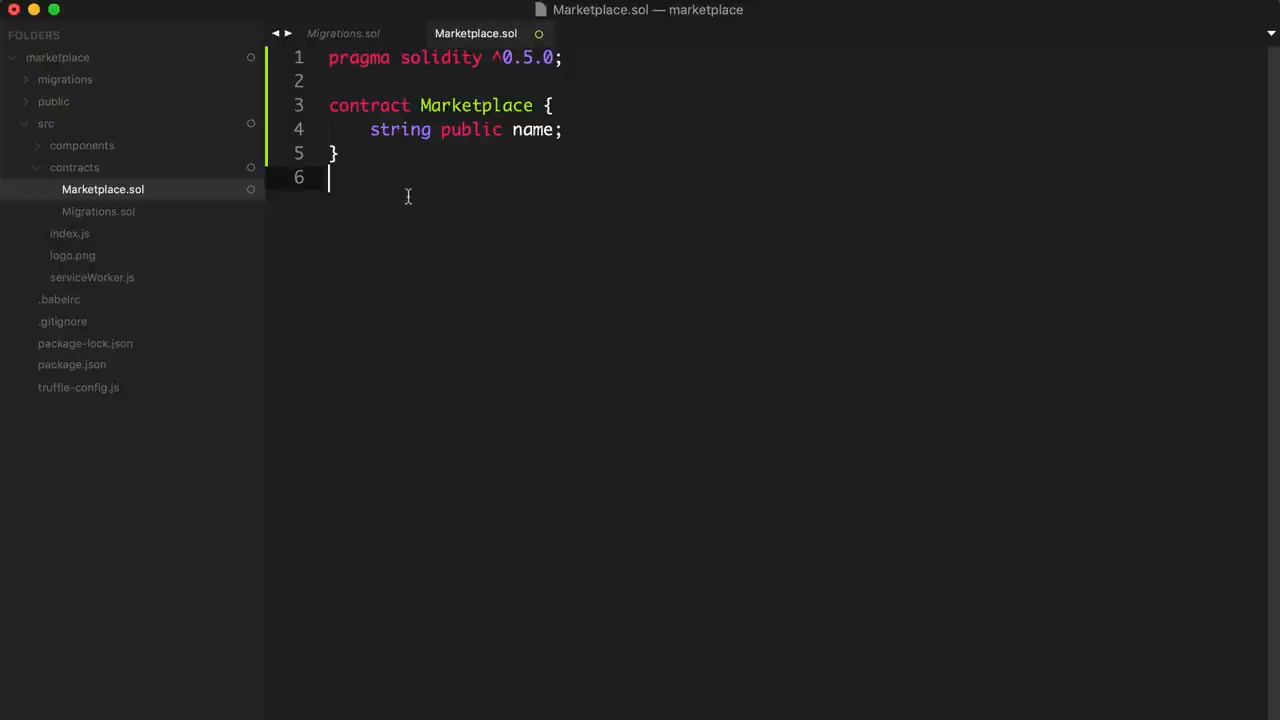 Marketplace.sol — marketplace
FOLDERS
marketplace
migrations
public
src
components
contracts
Marketplace.sol
Migrations.sol
index.js
logo.png
serviceWorker.js
.babelrc
.gitignore
package-lock.json
package.json
truffle-config.js
Migrations.sol Marketplace.sol
1 pragma solidity ^0.5.0;
2
3 contract Marketplace {
4 string public name;
5 }
6